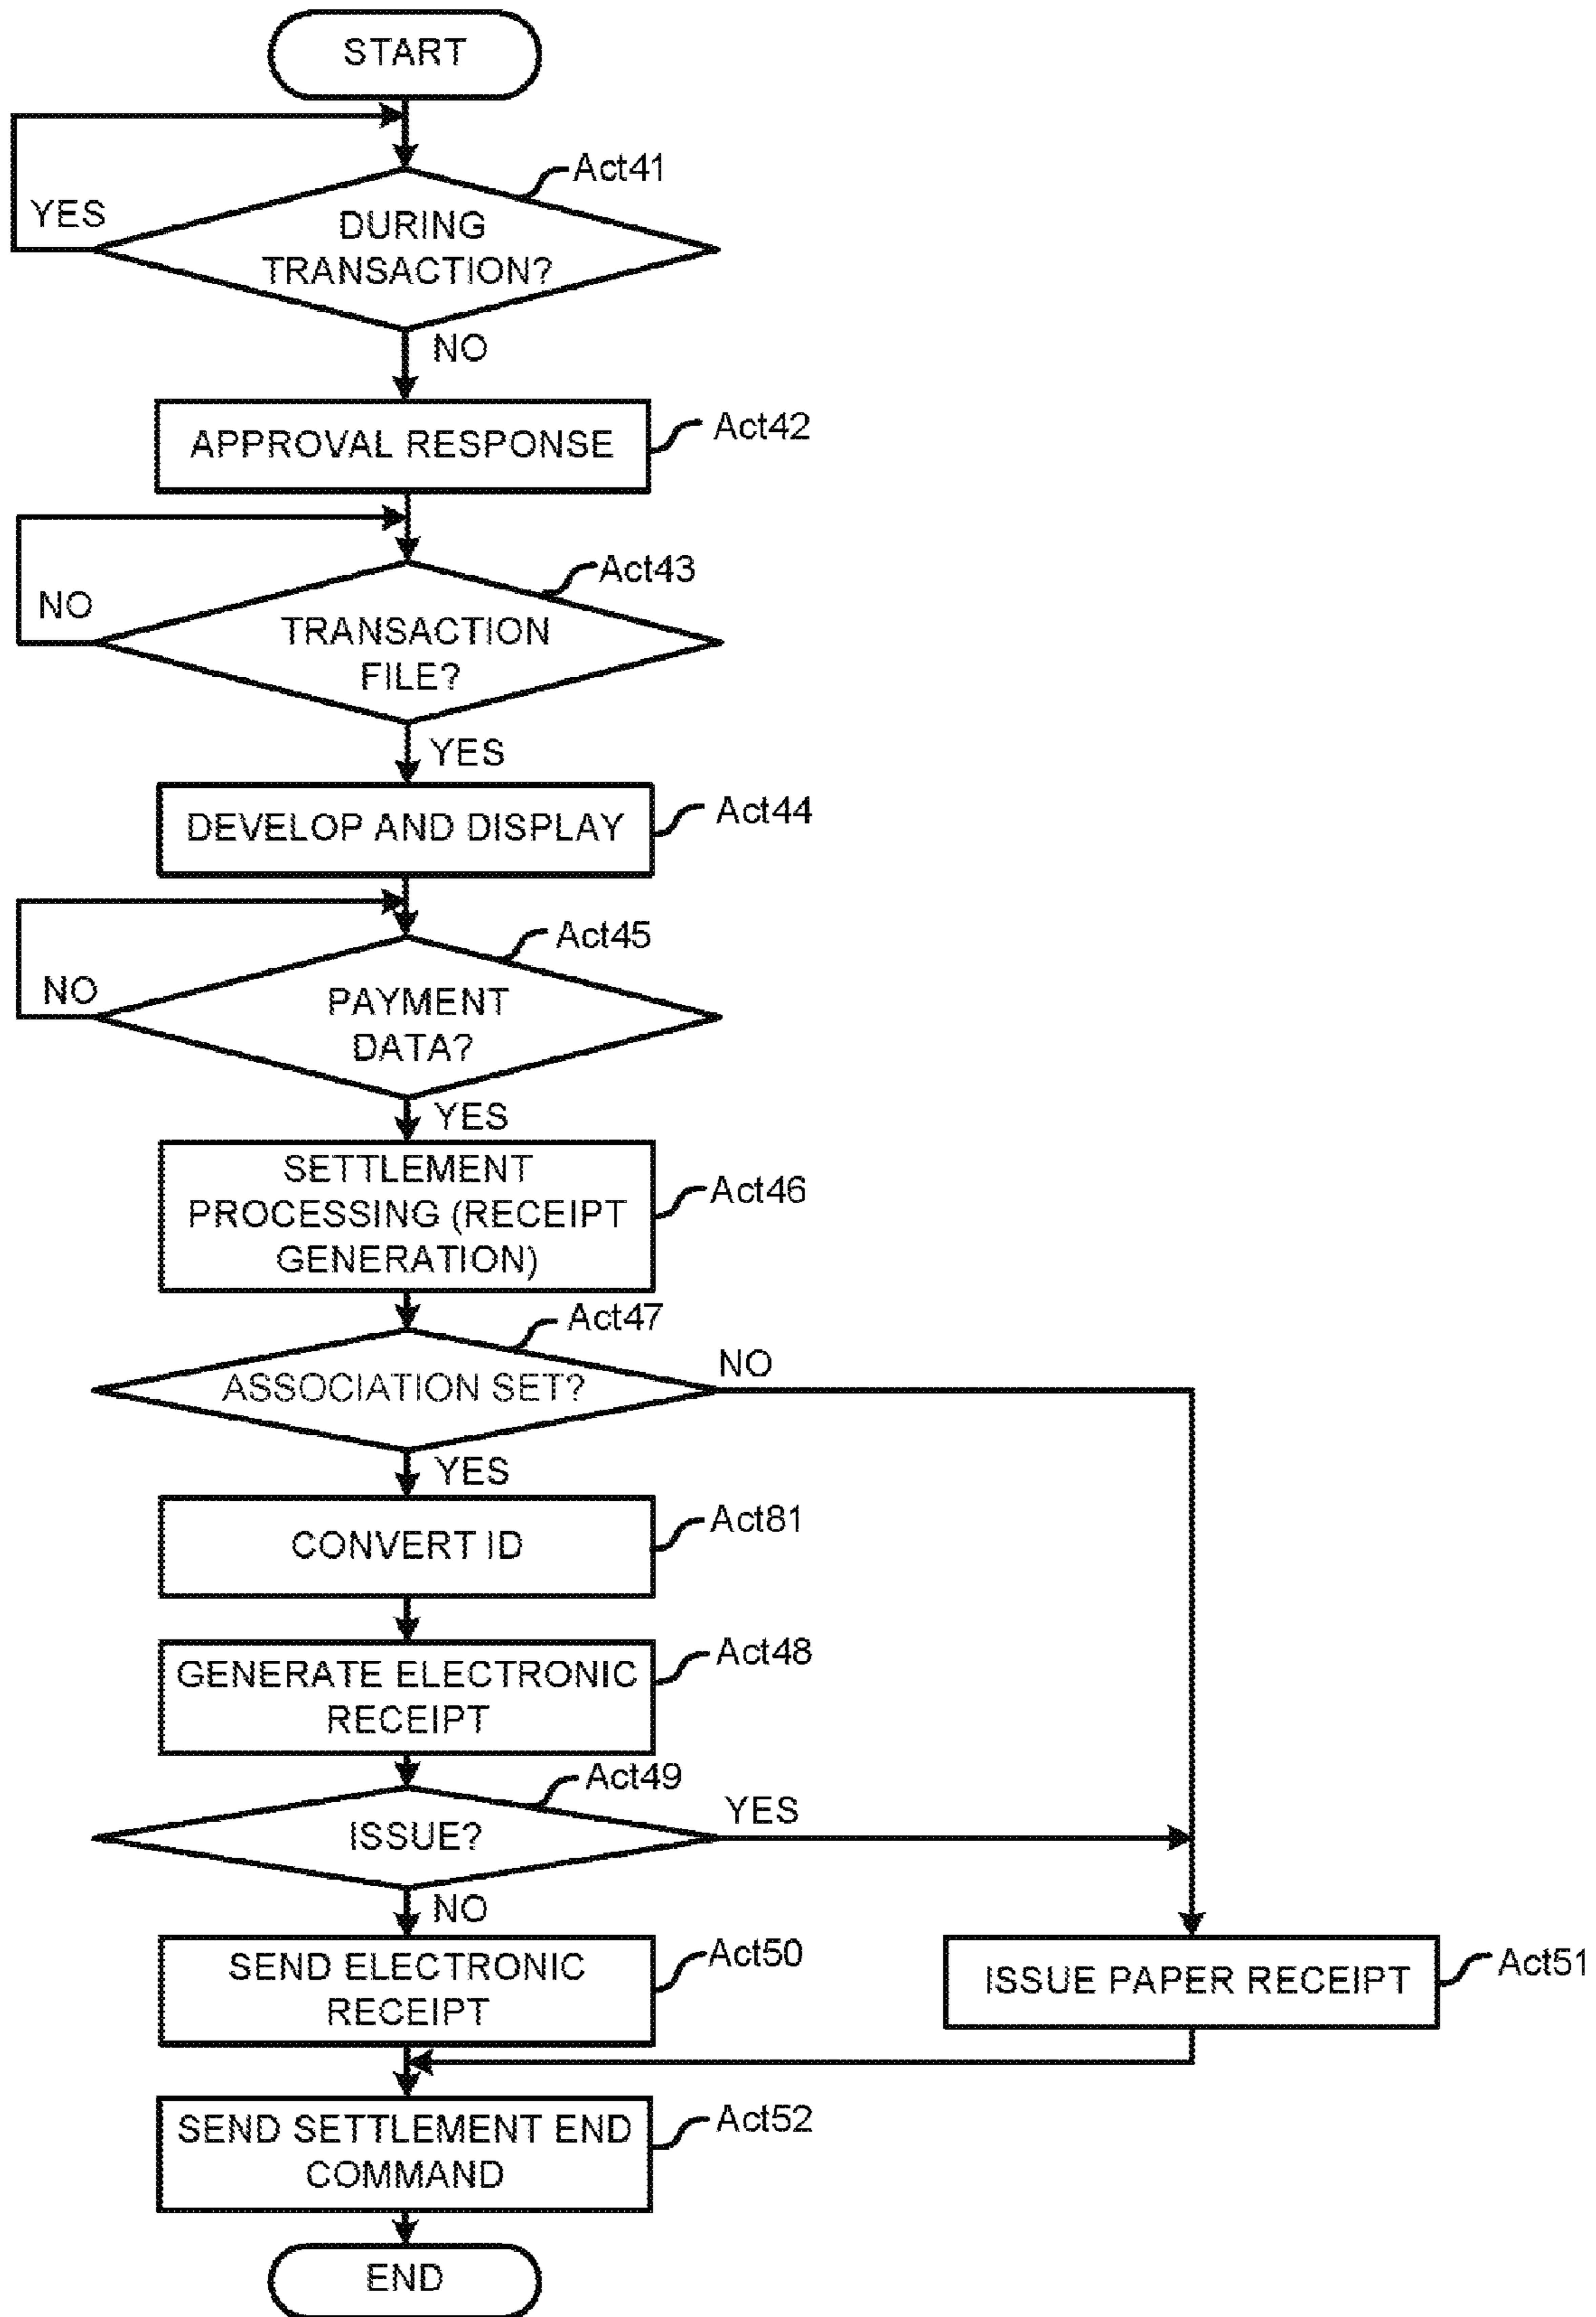 START
Act41
YES
DURING
TRANSACTION?
NO
APPROVAL RESPONSE
Act42
Act43
NO
TRANSACTION
FILE?
YES
DEVELOP AND DISPLAY
Act44
Act45
NO
PAYMENT
DATA?
YES
SETTLEMENT
PROCESSING (RECEIPT
GENERATION)
Act46
Act47
ASSOCIATION SET?
NO
YES
CONVERT ID
Act81
GENERATE ELECTRONIC
RECEIPT
Act48
Act49
ISSUE?
YES
NO
SEND ELECTRONIC
RECEIPT
Act50
ISSUE PAPER RECEIPT
Act51
SEND SETTLEMENT END
COMMAND
Act52
END